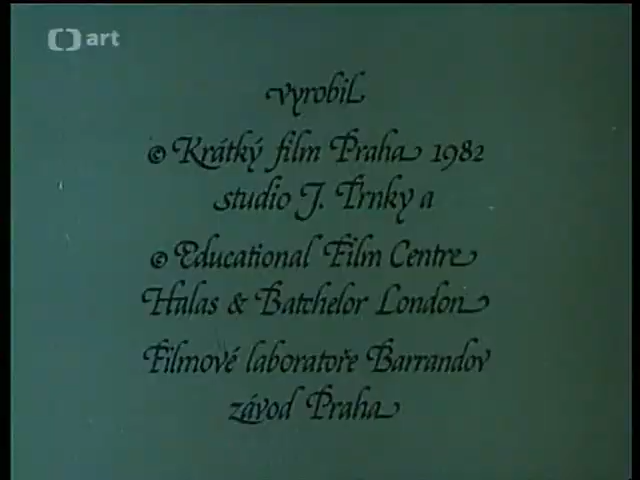 art
vyrobil
© Krátký film Praha 1982
studio J. Trnky a
© Educational Film Centre
Halas & Batchelor London
Filmové laboratoře Barrandov
závod Praha